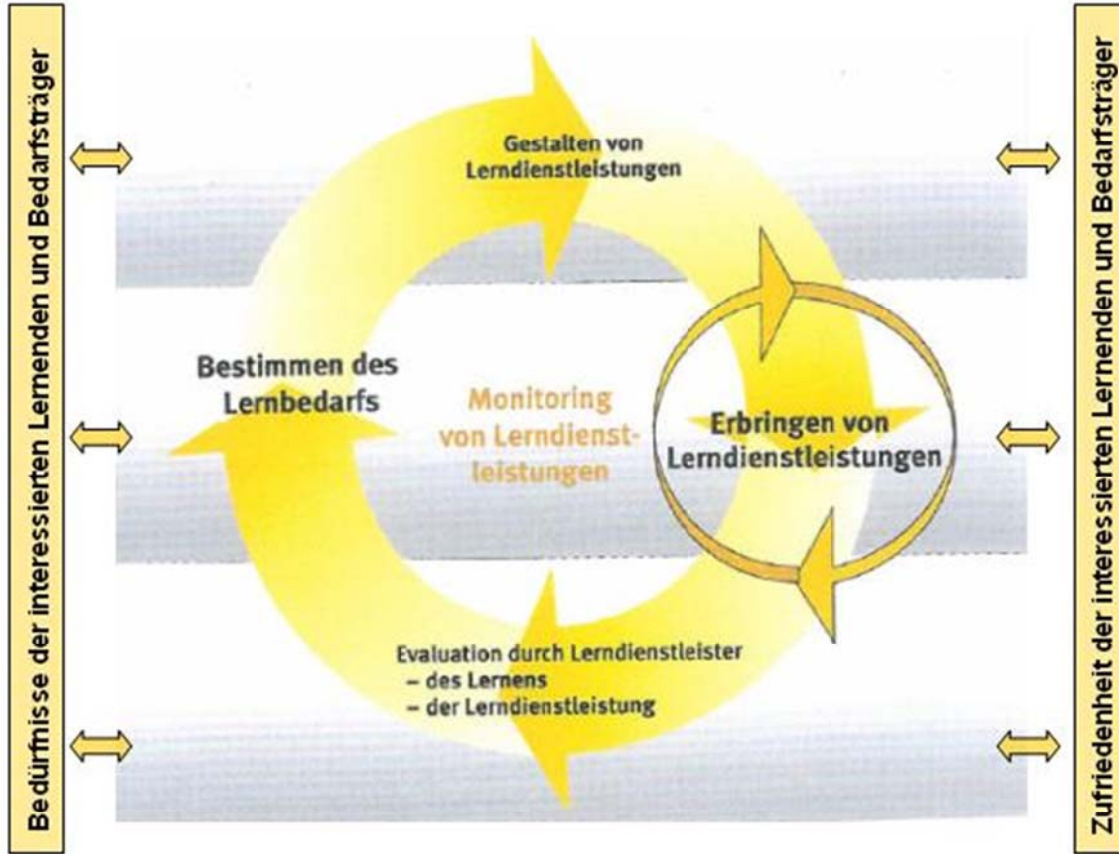 Bedürfnisse der interessierten Lernenden und Bedarfsträger
Gestalten von
Lerndienstleistungen
Bestimmen des
Lernbedarfs
Monitoring
von Lerndienst-
leistungen
Erbringen von
Lerndienstleistungen
Evaluation durch Lerndienstleister
– des Lernens
– der Lerndienstleistung
Zufriedenheit der interessierten Lernenden und Bedarfsträger